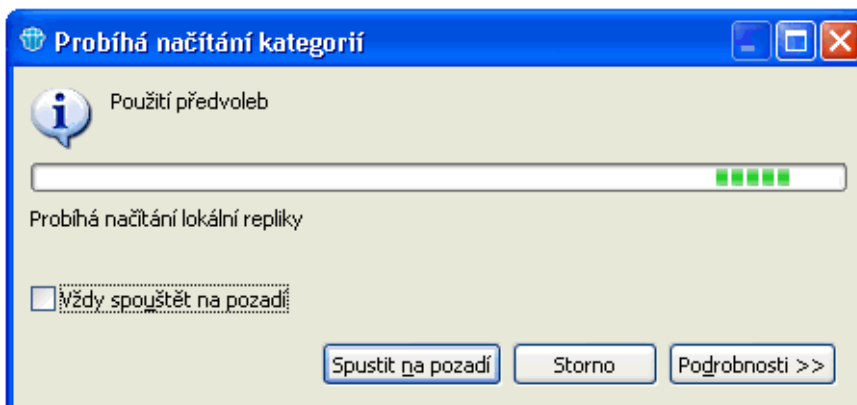 Probíhá načítání kategorií
Použití předvoleb
Probíhá načítání lokální repliky
Vždy spouštět na pozadí
Spustit na pozadí
Storno
Podrobnosti >>